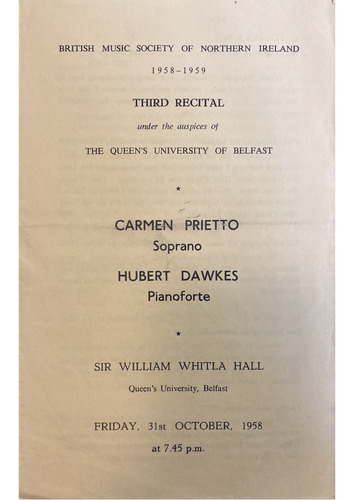 BRITISH MUSIC SOCIETY OF NORTHERN IRELAND
1958–1959
THIRD RECITAL
under the auspices of
THE QUEEN'S UNIVERSITY OF BELFAST
*
CARMEN PRIETTO
Soprano
HUBERT DAWKES
Pianoforte
*
SIR WILLIAM WHITLA HALL
Queen's University, Belfast
FRIDAY, 31st OCTOBER, 1958
at 7.45 p.m.